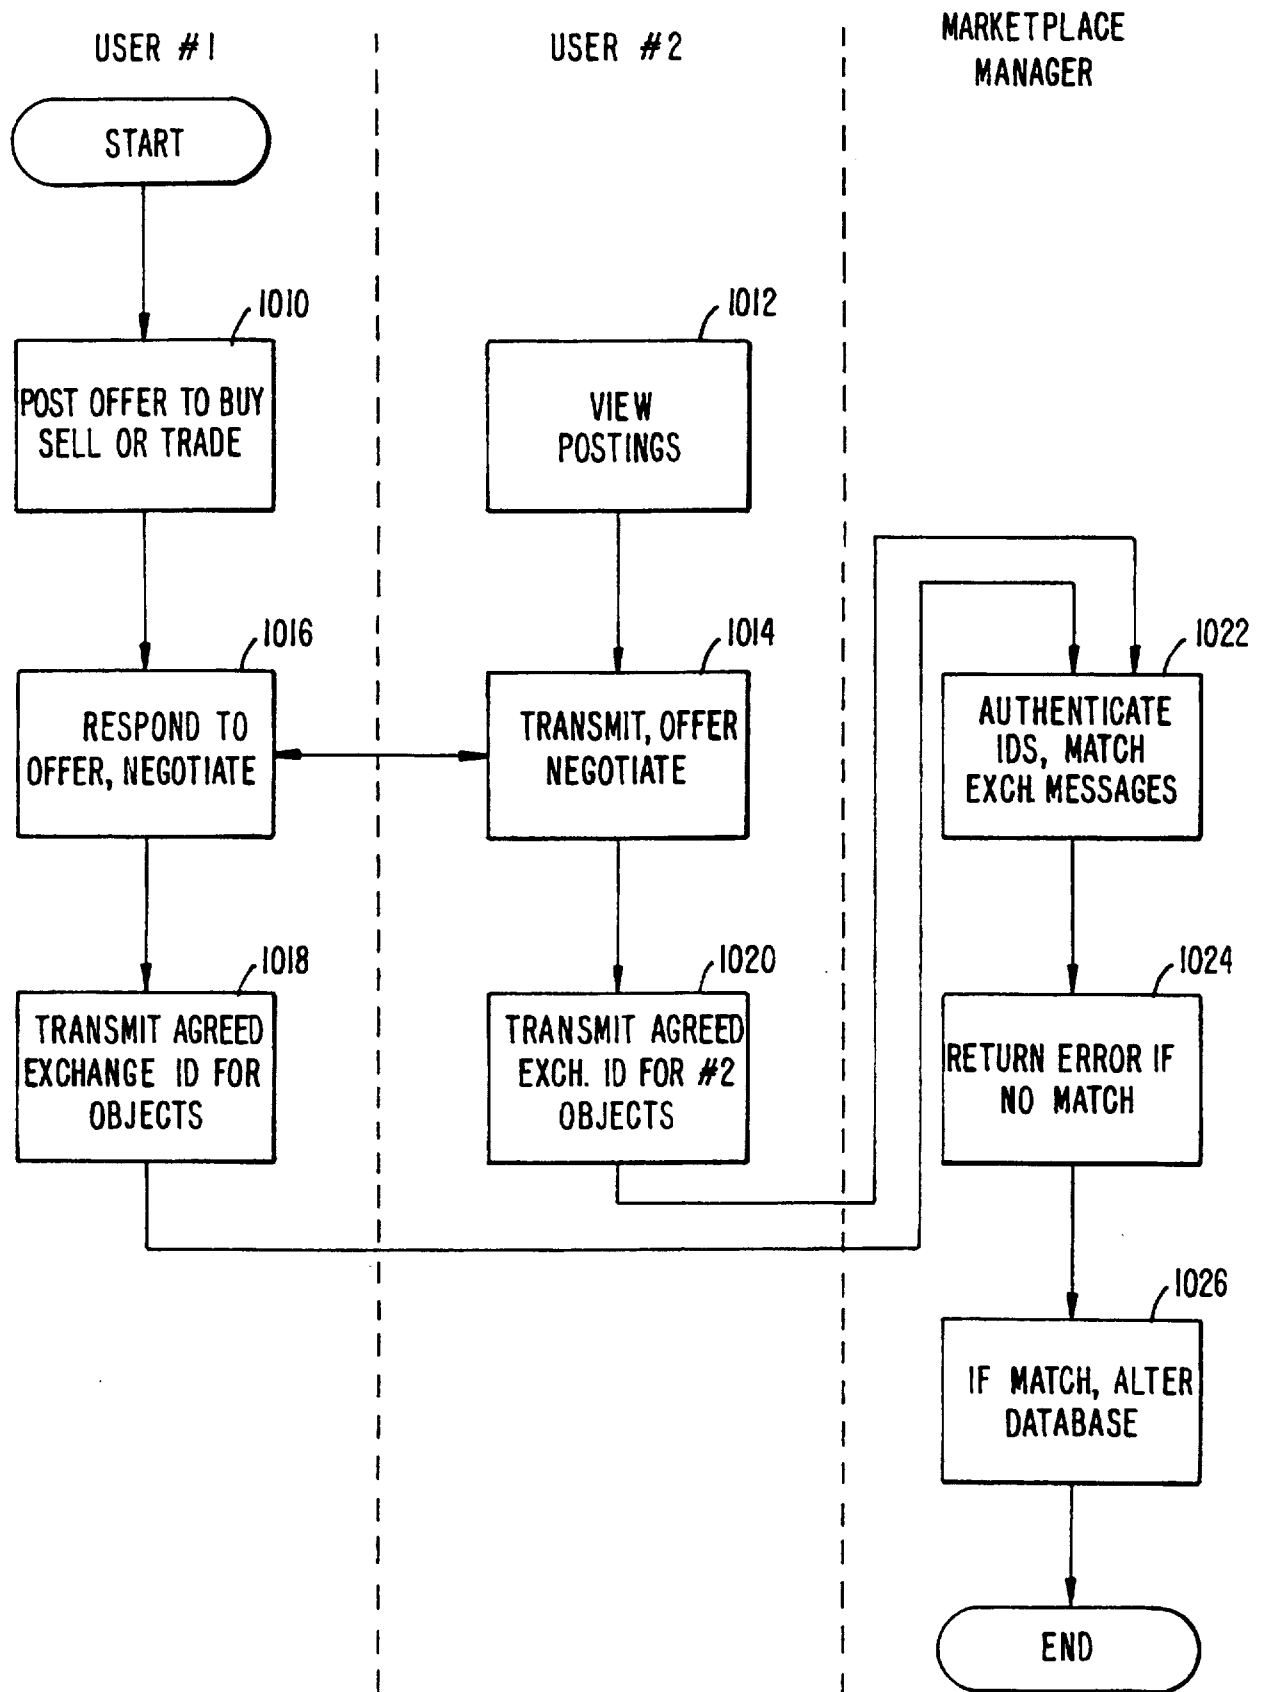 USER #1
USER #2
MARKETPLACE
MANAGER
START
1010
POST OFFER TO BUY
SELL OR TRADE
1012
VIEW
POSTINGS
1016
RESPOND TO
OFFER, NEGOTIATE
1014
TRANSMIT, OFFER
NEGOTIATE
1022
AUTHENTICATE
IDS, MATCH
EXCH. MESSAGES
1018
TRANSMIT AGREED
EXCHANGE ID FOR
OBJECTS
1020
TRANSMIT AGREED
EXCH. ID FOR #2
OBJECTS
1024
RETURN ERROR IF
NO MATCH
1026
IF MATCH, ALTER
DATABASE
END